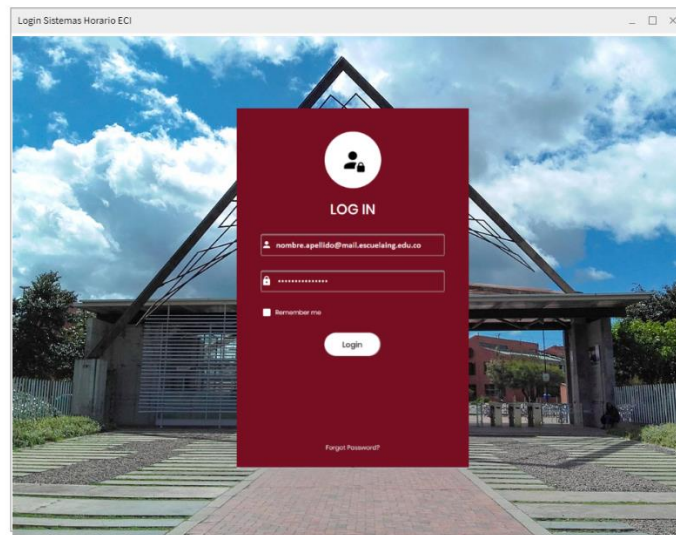 Login Sistemas Horario ECI
LOG IN
nombre.apellido@mail.escuelaing.edu.co
Remember me
Login
Forgot Password?